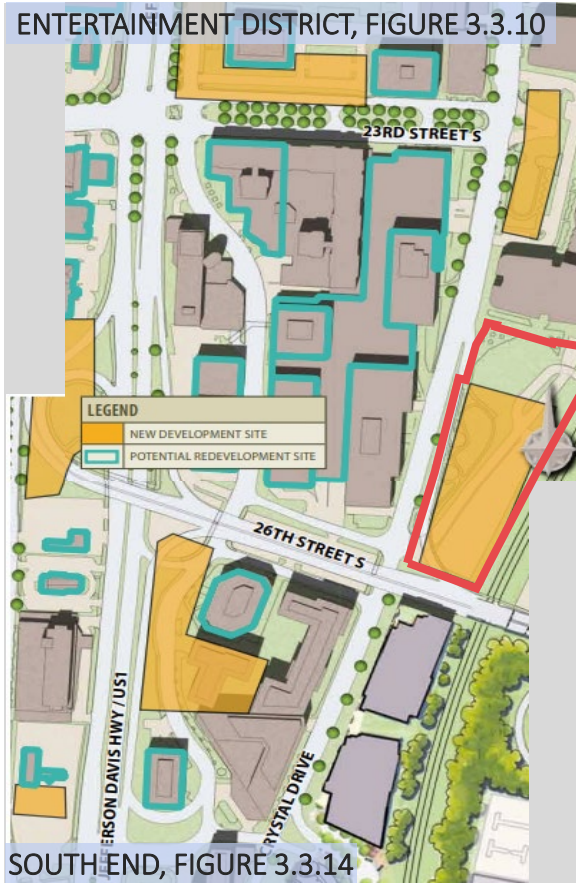 ENTERTAINMENT DISTRICT, FIGURE 3.3.10
23RD STREET S
LEGEND
NEW DEVELOPMENT SITE
POTENTIAL REDEVELOPMENT SITE
26TH STREET S
JEFFERSON DAVIS HWY / US1
CRYSTAL DRIVE
SOUTH END, FIGURE 3.3.14